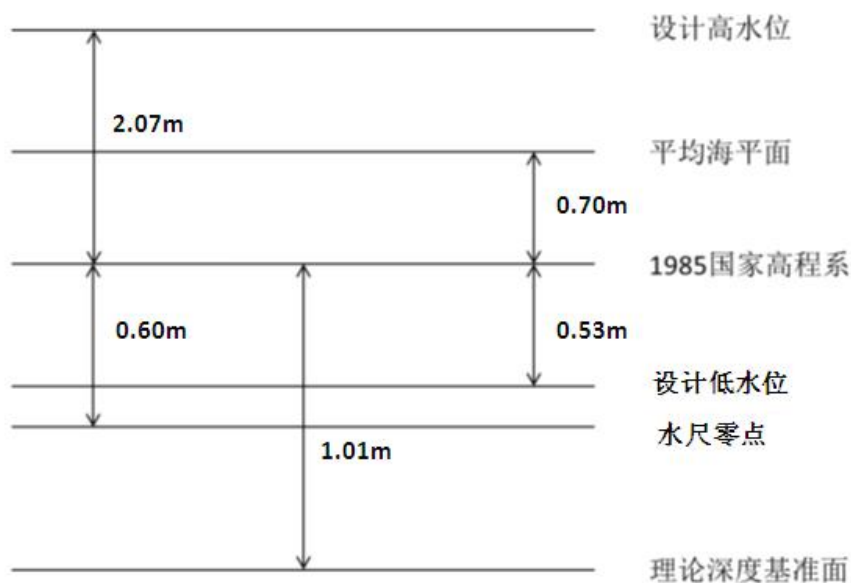 设计高水位
2.07m
平均海平面
0.70m
1985国家高程系
0.60m
0.53m
设计低水位
水尺零点
1.01m
理论深度基准面